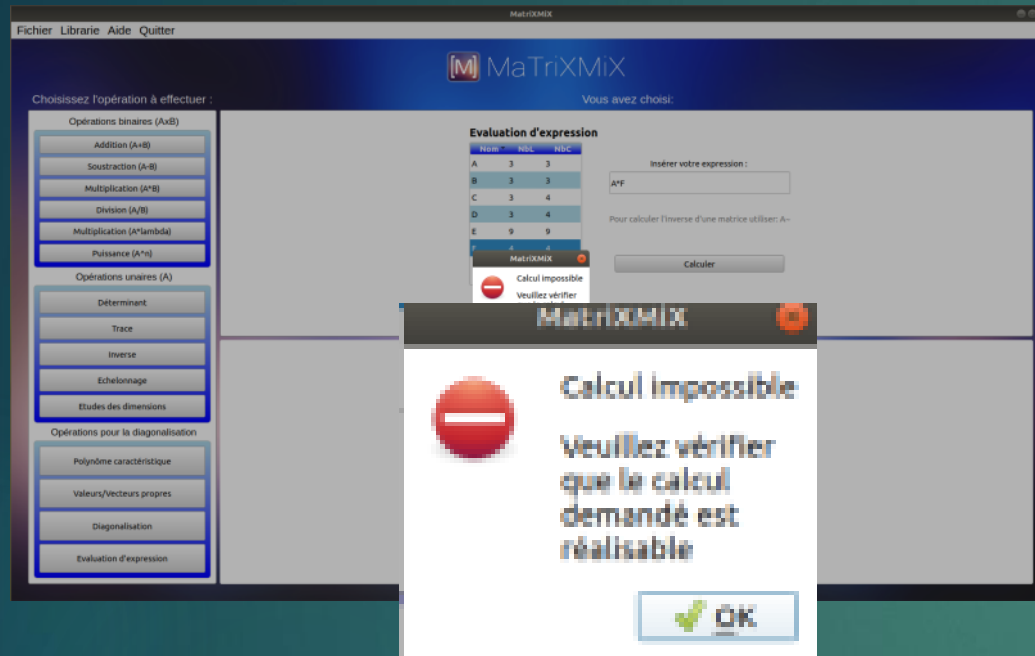 MatriXMiX
Fichier Librarie Aide Quitter
[M] MaTriXMiX
Choisissez l'opération à effectuer :
Vous avez choisi:
Opérations binaires (AxB)
Addition (A+B)
Soustraction (A-B)
Multiplication (A*B)
Division (A/B)
Multiplication (A*lambda)
Puissance (A^n)
Opérations unaires (A)
Déterminant
Trace
Inverse
Echelonnage
Etudes des dimensions
Opérations pour la diagonalisation
Polynôme caractéristique
Valeurs/Vecteurs propres
Diagonalisation
Evaluation d'expression
Evaluation d'expression
Nom NbL NbC
A 3 3
B 3 3
C 3 4
D 3 4
E 9 9
F 4 4
Insérer votre expression :
A*F
Pour calculer l'inverse d'une matrice utiliser: A~
Calculer
MatriXMiX
Calcul impossible
Veuillez vérifier
MatriXMiX
Calcul impossible
Veuillez vérifier
que le calcul
demandé est
réalisable
OK